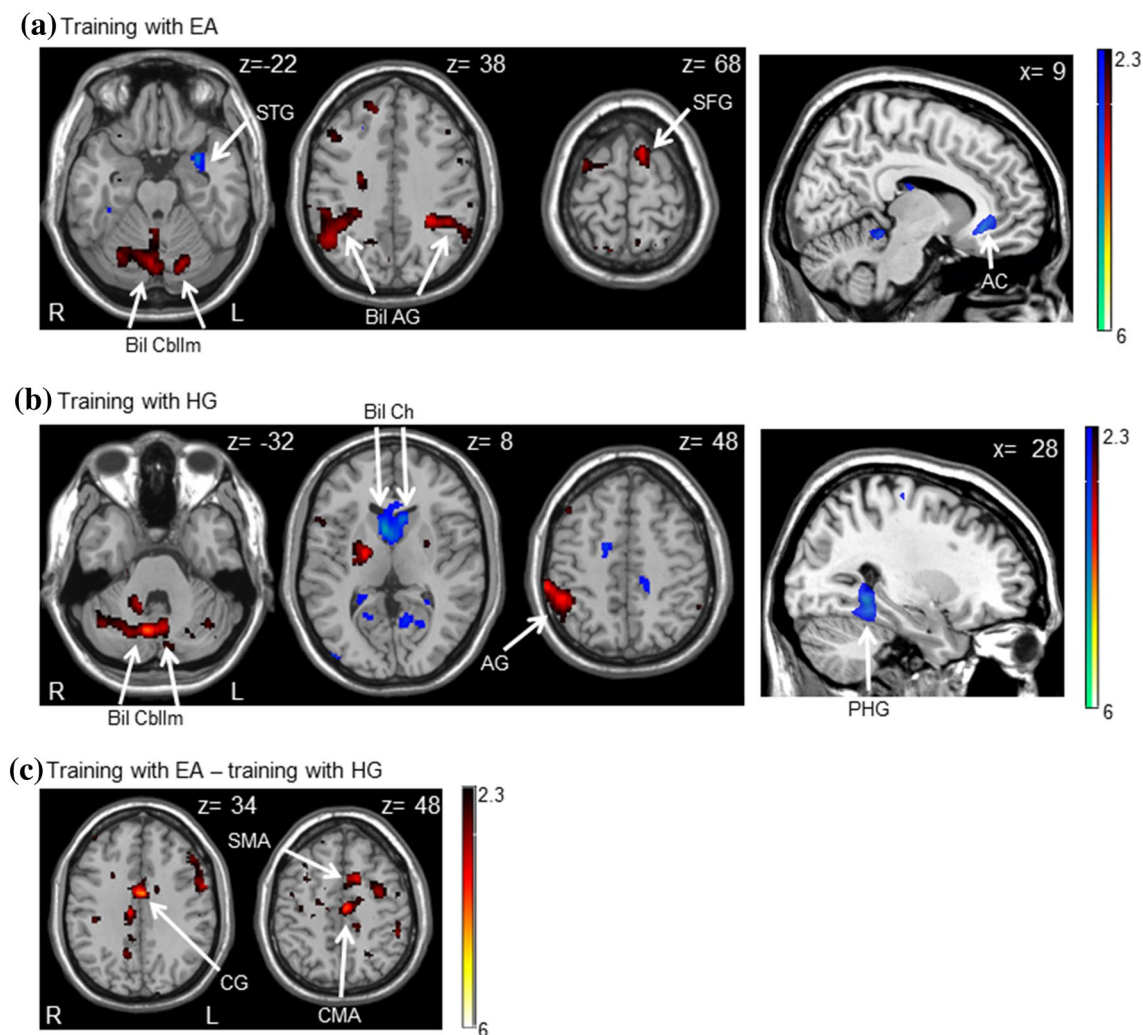 (a) Training with EA
z=-22
z= 38
z= 68
x= 9
2.3
STG
SFG
AC
R
L
Bil AG
6
Bil Cbllm
(b) Training with HG
Bil Ch
z= -32
z= 8
z= 48
x= 28
2.3
AG
R
L
6
Bil Cbllm
PHG
(c) Training with EA – training with HG
z= 34
z= 48
2.3
SMA
CG
CMA
R
L
6